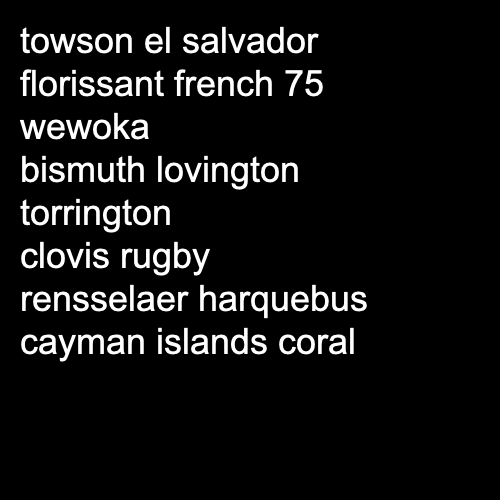 towson el salvador
florissant french 75
wewoka
bismuth lovington
torrington
clovis rugby
rensselaer harquebus
cayman islands coral